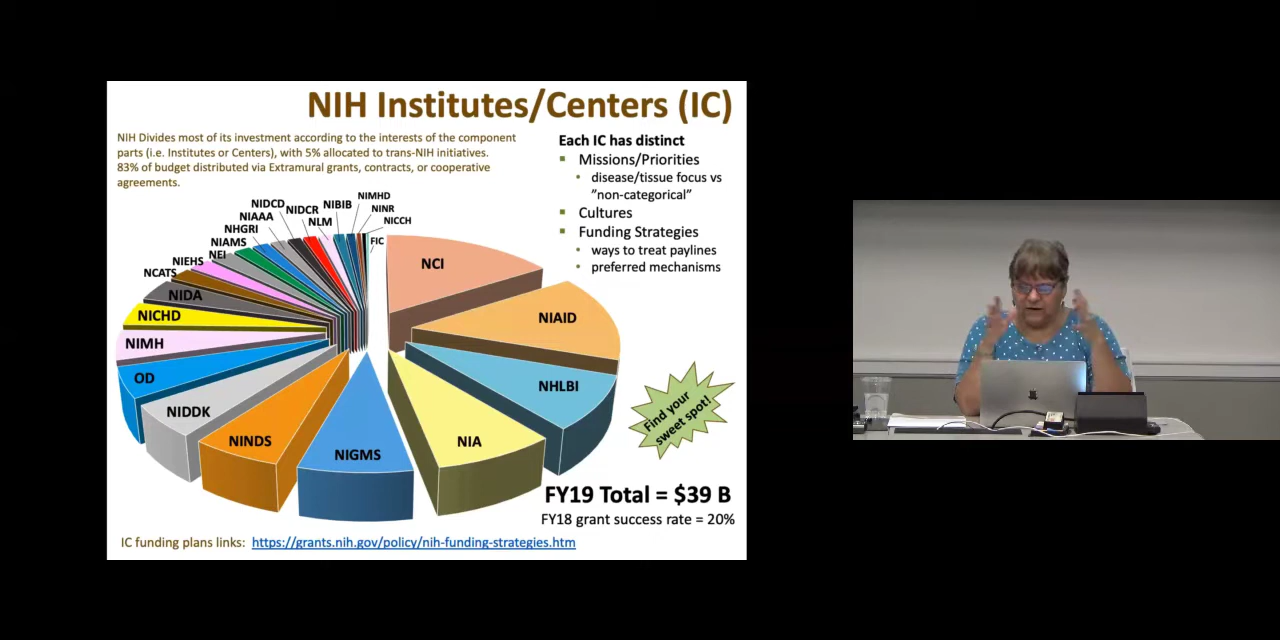 NIH Institutes/Centers (IC)
NIH Divides most of its investment according to the interests of the component
parts (i.e. Institutes or Centers), with 5% allocated to trans-NIH initiatives.
83% of budget distributed via Extramural grants, contracts, or cooperative
agreements.
Each IC has distinct
Missions/Priorities
disease/tissue focus vs
”non-categorical”
Cultures
Funding Strategies
ways to treat paylines
preferred mechanisms
NIMHD
NIBIB
NINR
NIDCD
NIDCR
NICCH
NIAAA
NLM
NHGRI
NIAMS
FIC
NEI
NIEHS
NCATS
NIDA
NICHD
NIMH
OD
NIDDK
NINDS
NIGMS
NIA
NHLBI
NIAID
NCI
Find your
sweet spot!
FY19 Total = $39 B
FY18 grant success rate = 20%
IC funding plans links: https://grants.nih.gov/policy/nih-funding-strategies.htm